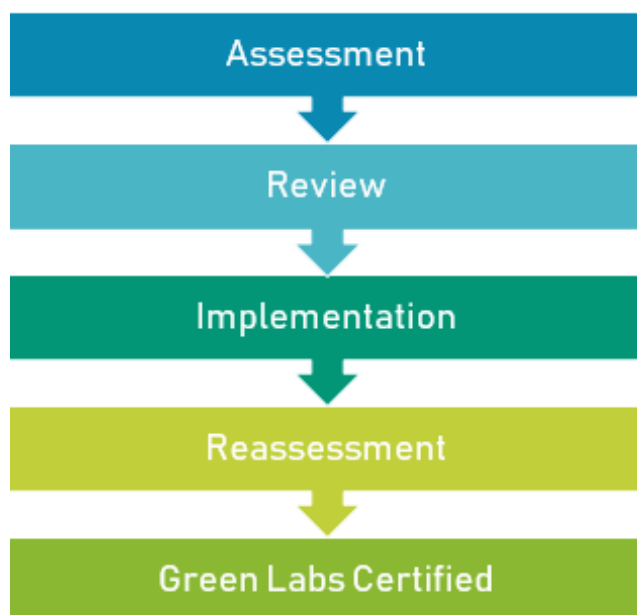 Assessment
Review
Implementation
Reassessment
Green Labs Certified